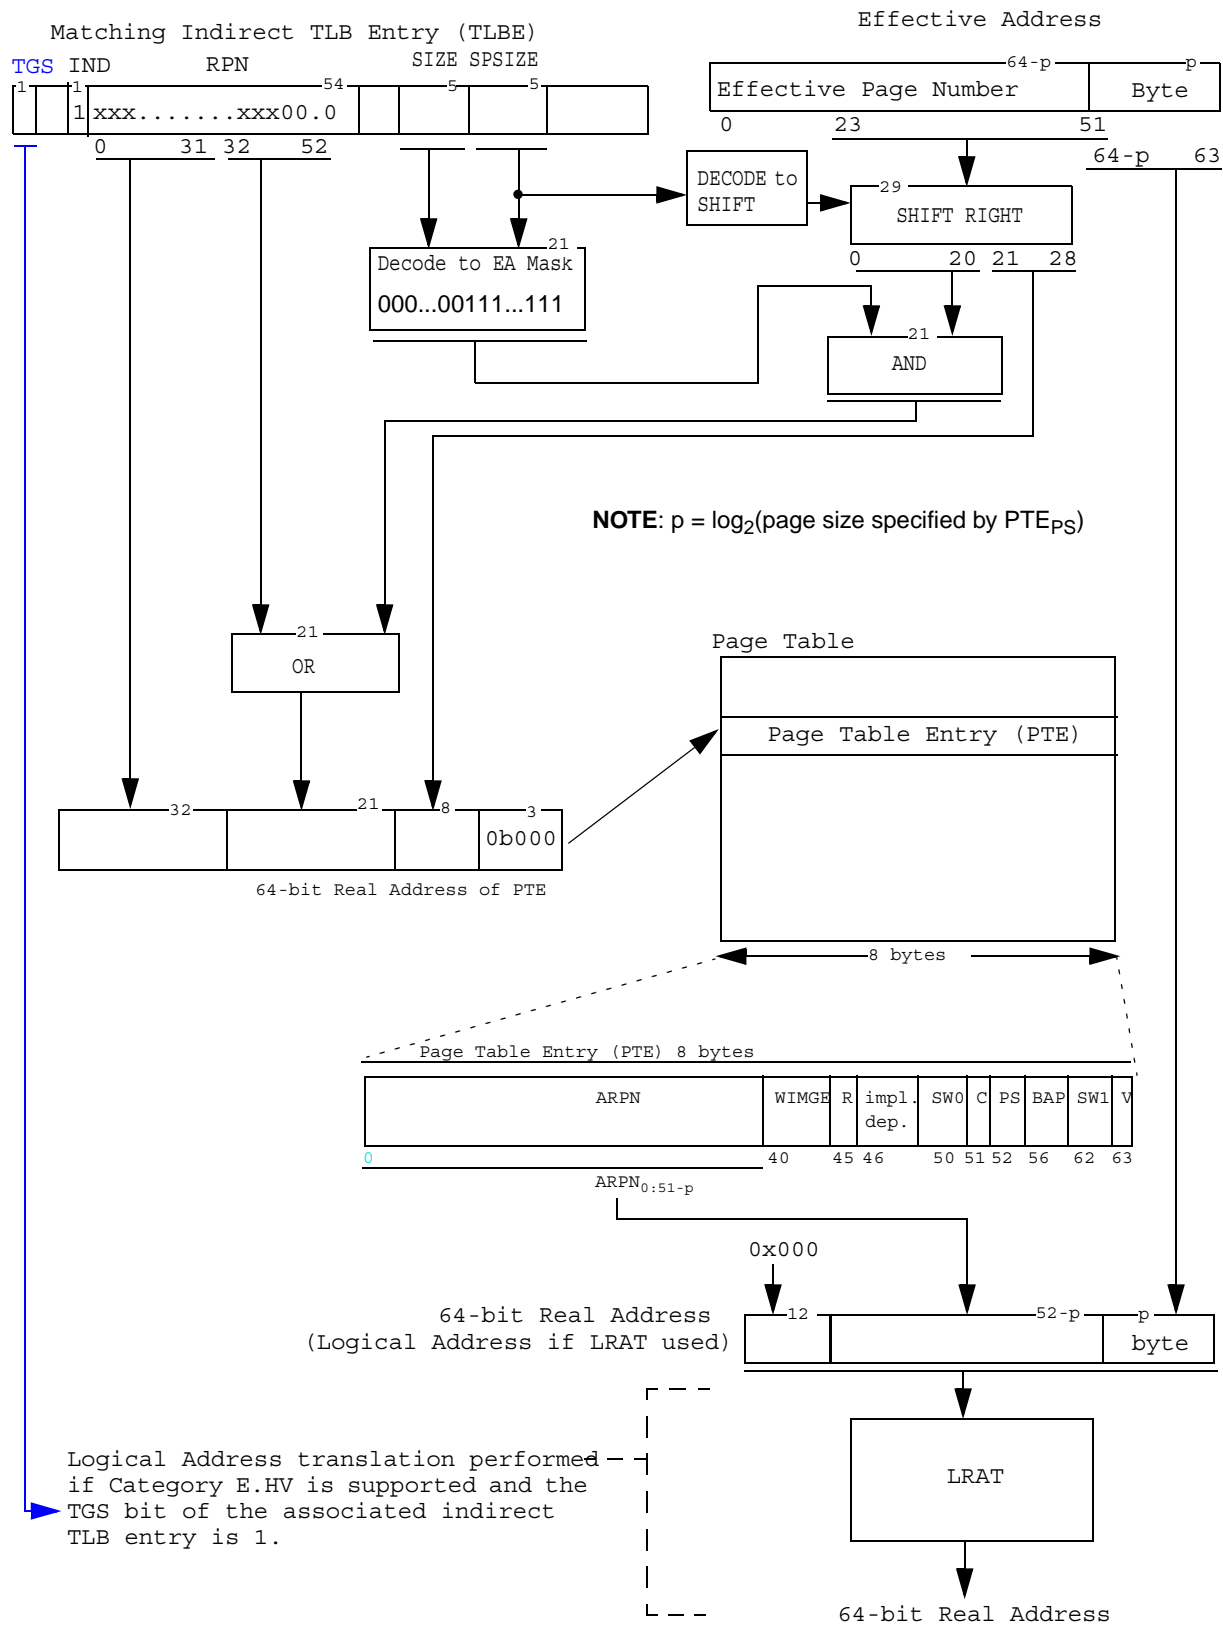 Effective Address
Matching Indirect TLB Entry (TLBE)
TGS IND RPN SIZE SPSIZE
1 1 54 5 5
1 xxx.......xxx00.0
0 31 32 52
64-p p
Effective Page Number Byte
0 23 51
64-p 63
DECODE to
SHIFT
29
SHIFT RIGHT
0 20 21 28
21
Decode to EA Mask
000...00111...111
21
AND
NOTE: p = log2(page size specified by PTEPS)
21
OR
Page Table
Page Table Entry (PTE)
32 21 8 3
0b000
64-bit Real Address of PTE
8 bytes
Page Table Entry (PTE) 8 bytes
ARPN WIMGE R impl. SW0 C PS BAP SW1 V
dep.
0 40 45 46 50 51 52 56 62 63
ARPN0:51-p
0x000
64-bit Real Address
(Logical Address if LRAT used)
12 52-p p
byte
LRAT
Logical Address translation performed
if Category E.HV is supported and the
TGS bit of the associated indirect
TLB entry is 1.
64-bit Real Address